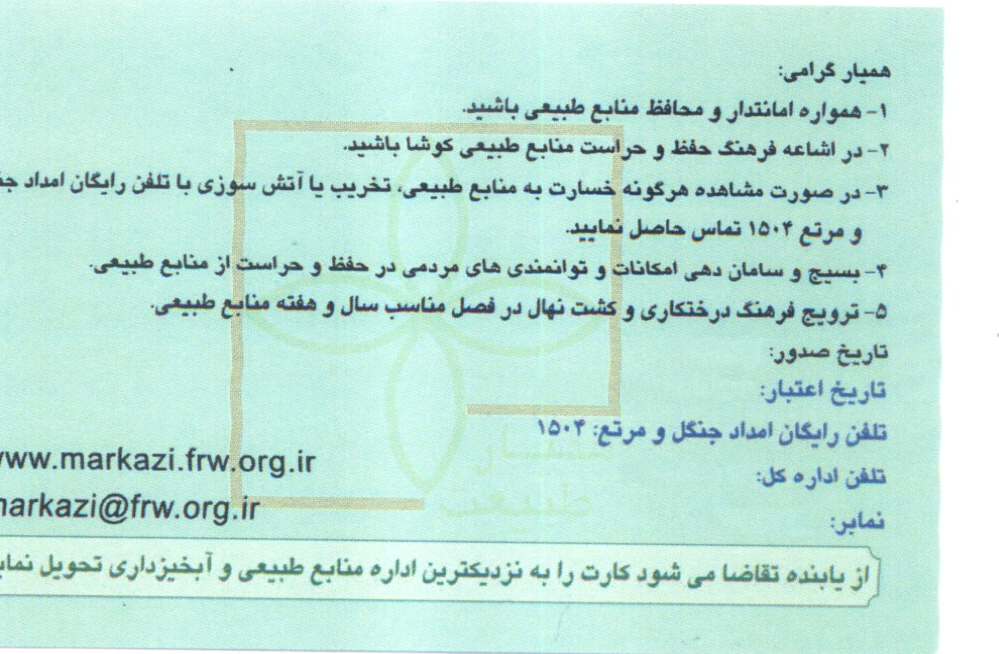 همیار گرامی:
۱- همواره امانتدار و محافظ منابع طبیعی باشید.
۲- در اشاعه فرهنگ حفظ و حراست منابع طبیعی کوشا باشید.
۳- در صورت مشاهده هرگونه خسارت به منابع طبیعی، تخریب یا آتش سوزی با تلفن رایگان امداد
و مرتع ۱۵۰۴ تماس حاصل نمایید.
۴- بسیج و سامان دهی امکانات و توانمندی های مردمی در حفظ و حراست از منابع طبیعی.
۵- ترویج فرهنگ درختکاری و کشت نهال در فصل مناسب سال و هفته منابع طبیعی.
تاریخ صدور:
تاریخ اعتبار:
تلفن رایگان امداد جنگل و مرتع: ۱۵۰۴
www.markazi.frw.org.ir
تلفن اداره کل:
arkazi@frw.org.ir
نمابر:
طبیعت
از یابنده تقاضا می شود کارت را به نزدیکترین اداره منابع طبیعی و آبخیزداری تحویل